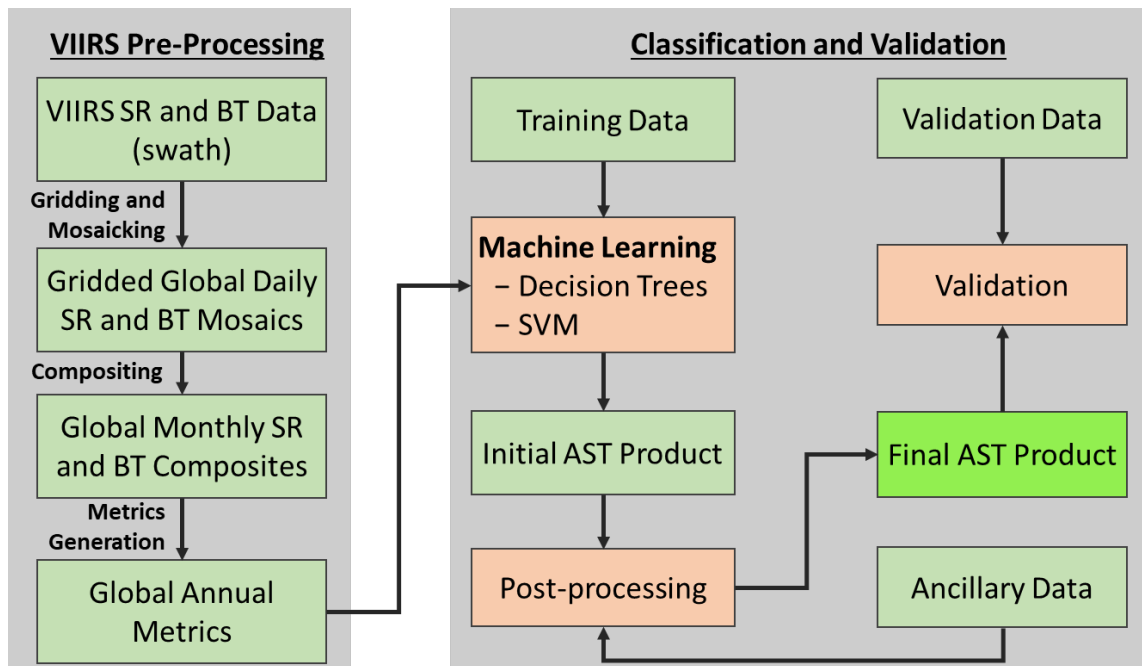 VIIRS Pre-Processing
VIIRS SR and BT Data
(swath)
Gridding and
Mosaicking
Gridded Global Daily
SR and BT Mosaics
Compositing
Global Monthly SR
and BT Composites
Metrics
Generation
Global Annual
Metrics
Classification and Validation
Training Data
Machine Learning
– Decision Trees
– SVM
Initial AST Product
Post-processing
Validation Data
Validation
Final AST Product
Ancillary Data